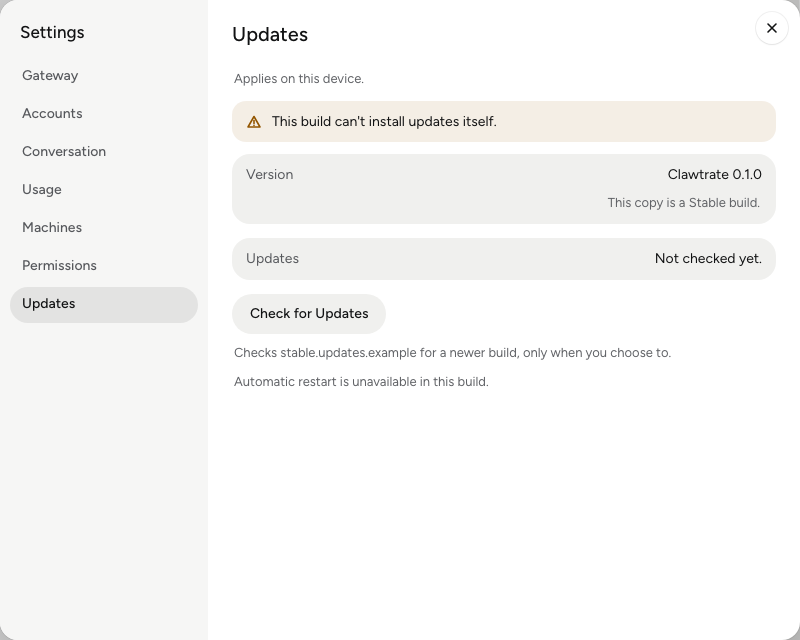 Settings
Gateway
Accounts
Conversation
Usage
Machines
Permissions
Updates
Updates
Applies on this device.
This build can't install updates itself.
Version
Clawtrate 0.1.0
This copy is a Stable build.
Updates
Not checked yet.
Check for Updates
Checks stable.updates.example for a newer build, only when you choose to.
Automatic restart is unavailable in this build.